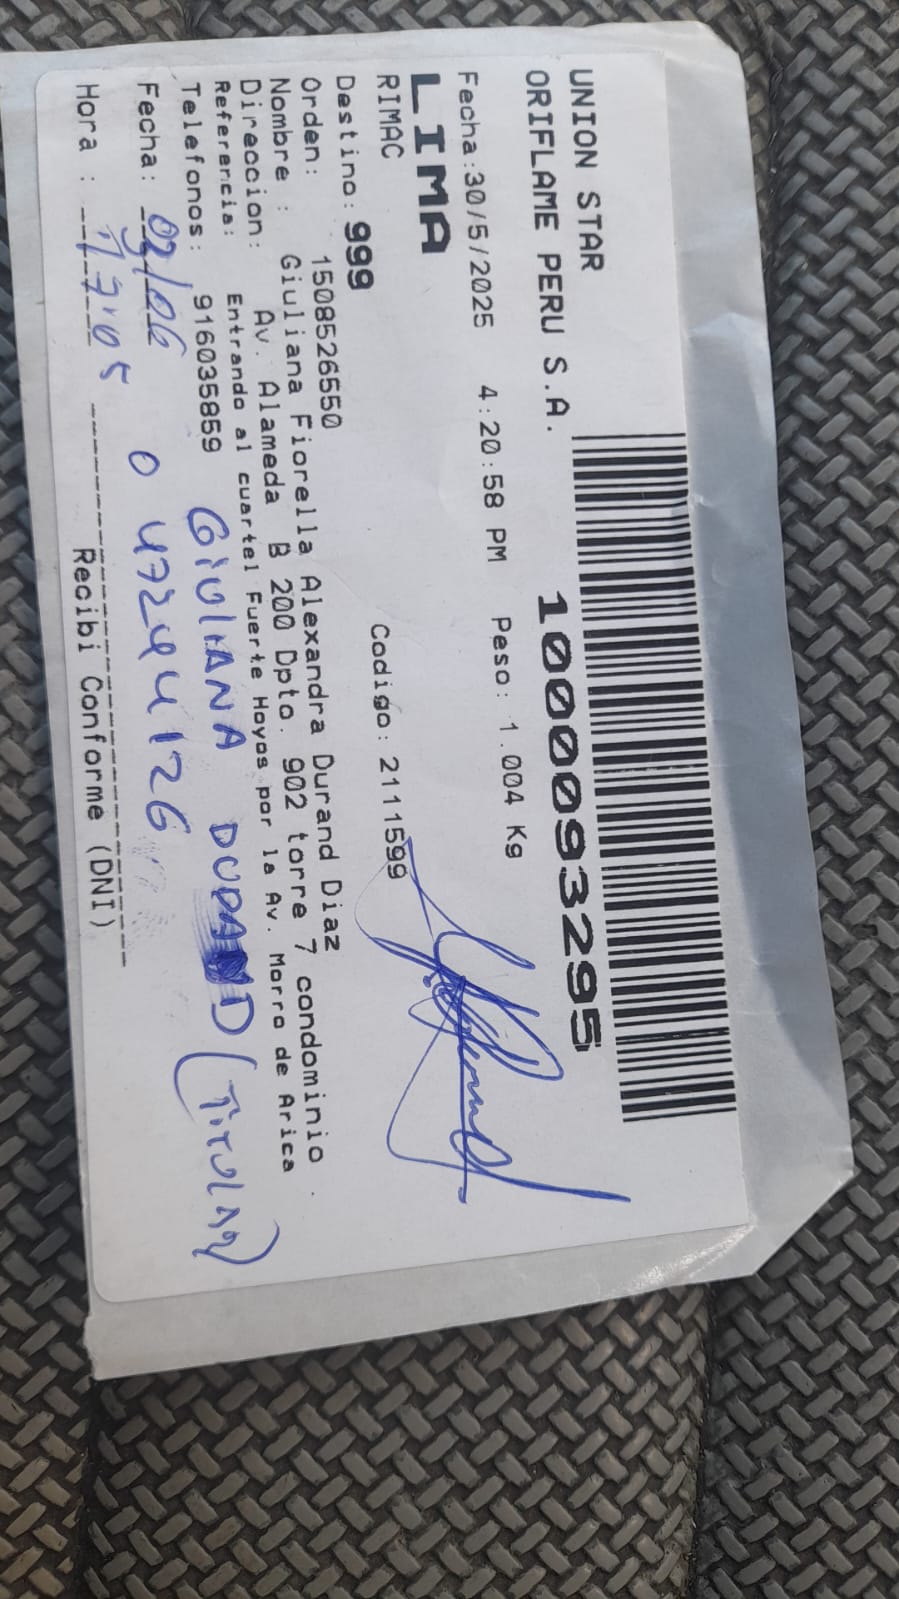 UNION STAR
ORIFLAME PERU S.A.
1000093295
Fecha:30/5/2025 4:20:58 PM Peso: 1.004 Kg
LIMA
RIMAC Codigo: 2111599
Destino: 999
Orden: 1508526550
Nombre : Giuliana Fiorella Alexandra Durand Diaz
Direccion: Av. Alameda B 200 Dpto. 902 torre 7 condominio .
Referencia: Entrando al cuartel Fuerte Hoyos por la Av. Morro de Arica
Telefonos: 916035859 GIULIANA DURAND (TITULAR)
Fecha: 03/06 0 47244126
Hora : 17:05 Recibi Conforme (DNI)